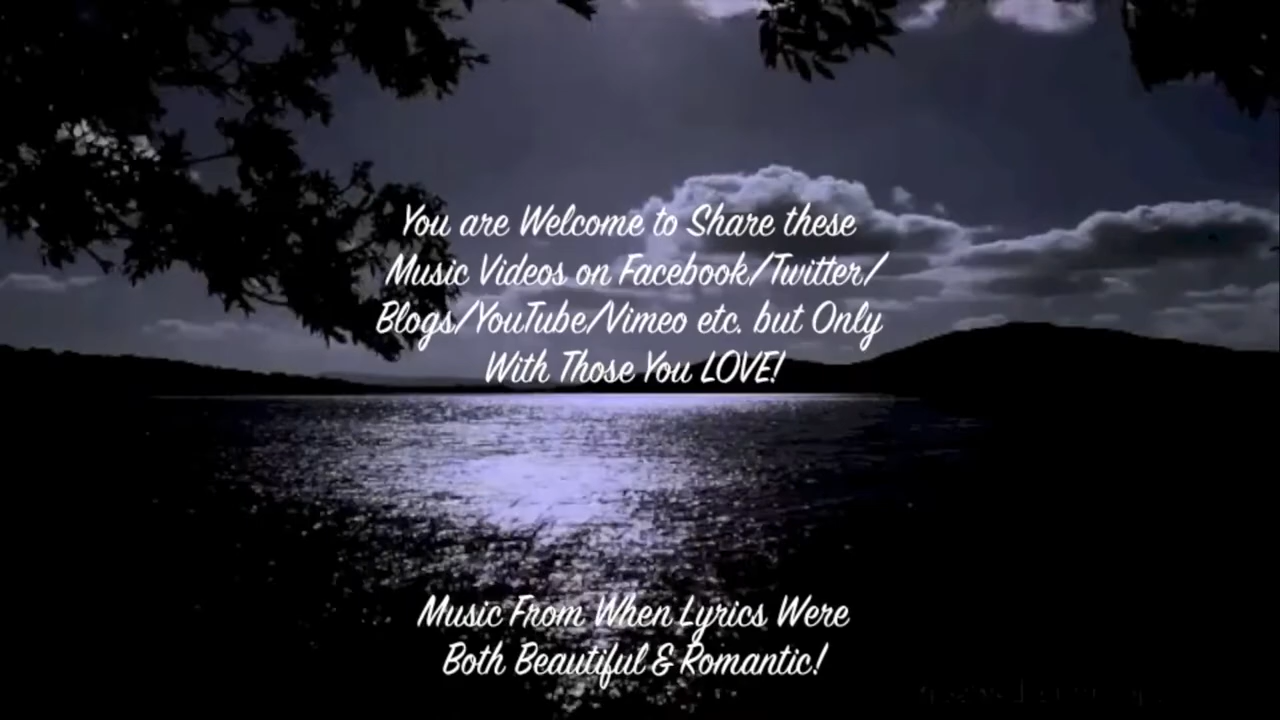 You are Welcome to Share these
Music Videos on Facebook/Twitter/
Blogs/YouTube/Vimeo etc. but Only
With Those You LOVE!
Music From When Lyrics Were
Both Beautiful & Romantic!